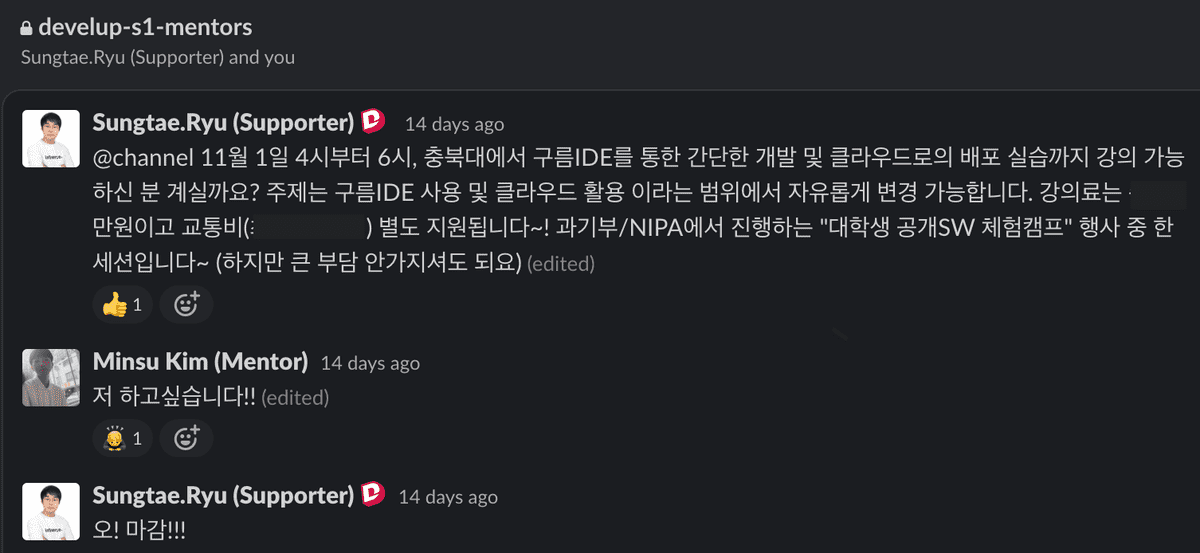 develup-s1-mentors
Sungtae.Ryu (Supporter) and you
Sungtae.Ryu (Supporter) 14 days ago
@channel 11월 1일 4시부터 6시, 충북대에서 구름IDE를 통한 간단한 개발 및 클라우드로의 배포 실습까지 강의 가능
하신 분 계실까요? 주제는 구름IDE 사용 및 클라우드 활용 이라는 범위에서 자유롭게 변경 가능합니다. 강의료는
만원이고 교통비( ) 별도 지원됩니다~! 과기부/NIPA에서 진행하는 "대학생 공개SW 체험캠프" 행사 중 한
세션입니다~ (하지만 큰 부담 안가지셔도 되요) (edited)
1
Minsu Kim (Mentor) 14 days ago
저 하고싶습니다!! (edited)
1
Sungtae.Ryu (Supporter) 14 days ago
오! 마감!!!